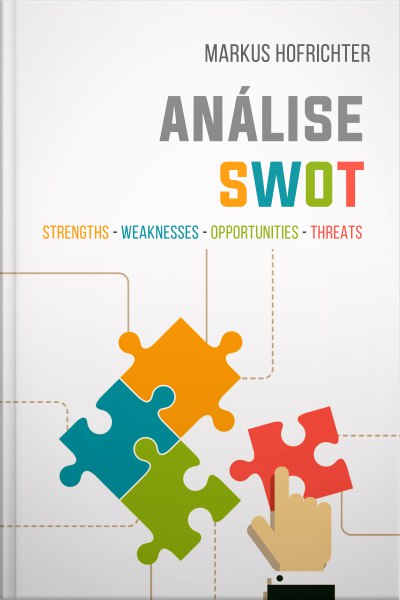 MARKUS HOFRICHTER
ANÁLISE
SWOT
STRENGTHS - WEAKNESSES - OPPORTUNITIES - THREATS